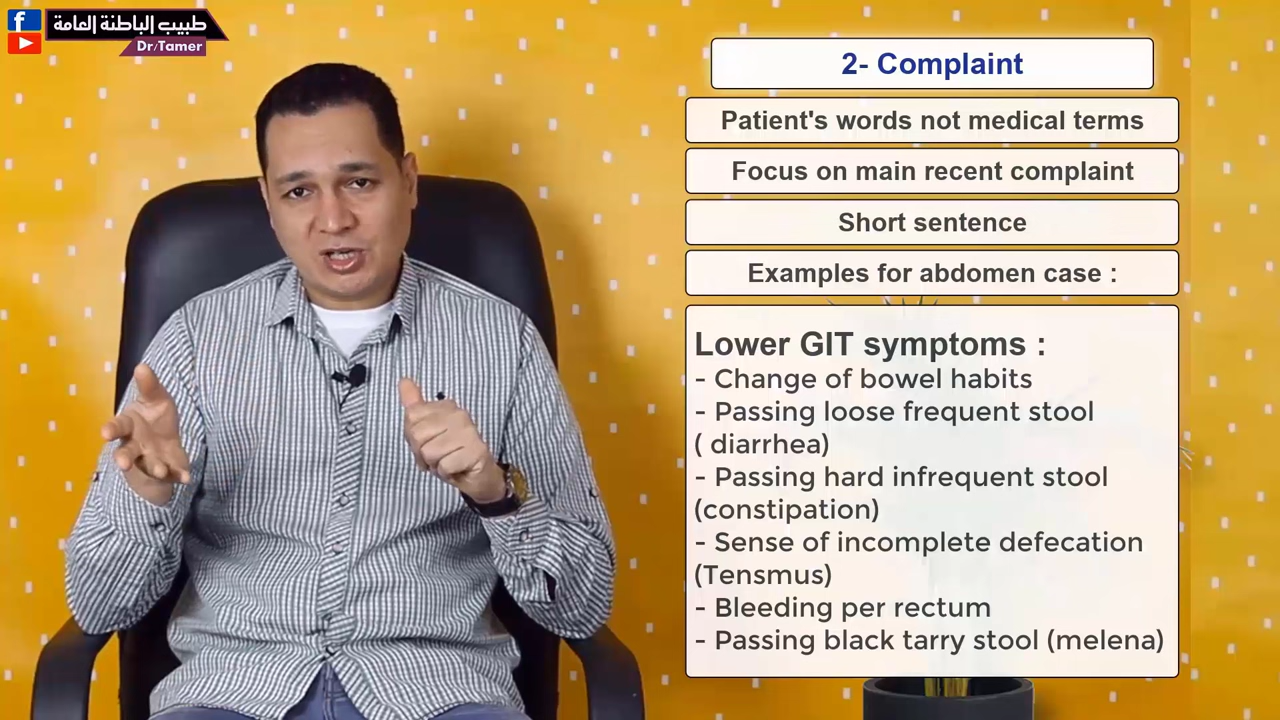 طبيب الباطنة العامة
Dr/Tamer
2- Complaint
Patient's words not medical terms
Focus on main recent complaint
Short sentence
Examples for abdomen case :
Lower GIT symptoms :
- Change of bowel habits
- Passing loose frequent stool
( diarrhea)
- Passing hard infrequent stool
(constipation)
- Sense of incomplete defecation
(Tensmus)
- Bleeding per rectum
- Passing black tarry stool (melena)